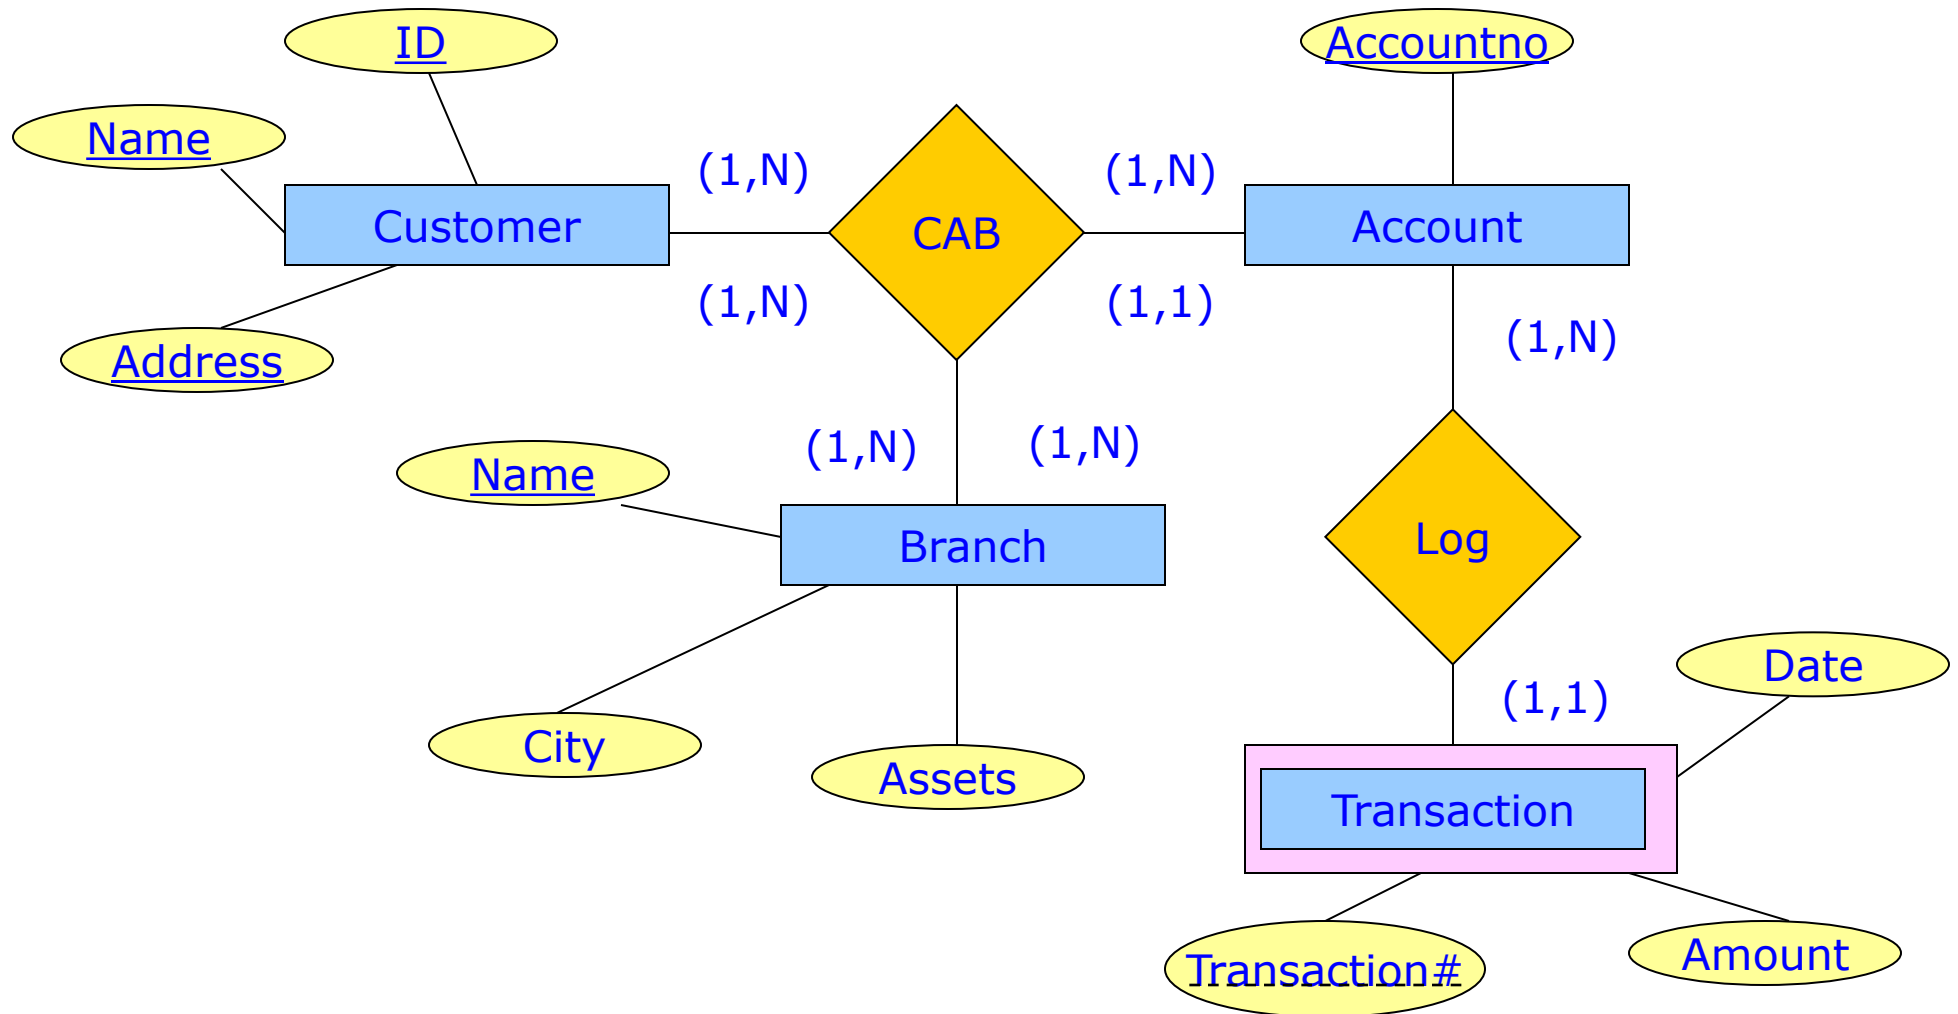 ID
Accountno
Name
(1,N)
(1,N)
Customer
CAB
Account
(1,N)
(1,1)
(1,N)
Address
(1,N)
(1,N)
Name
Branch
Log
Date
(1,1)
City
Assets
Transaction
Transaction#
Amount